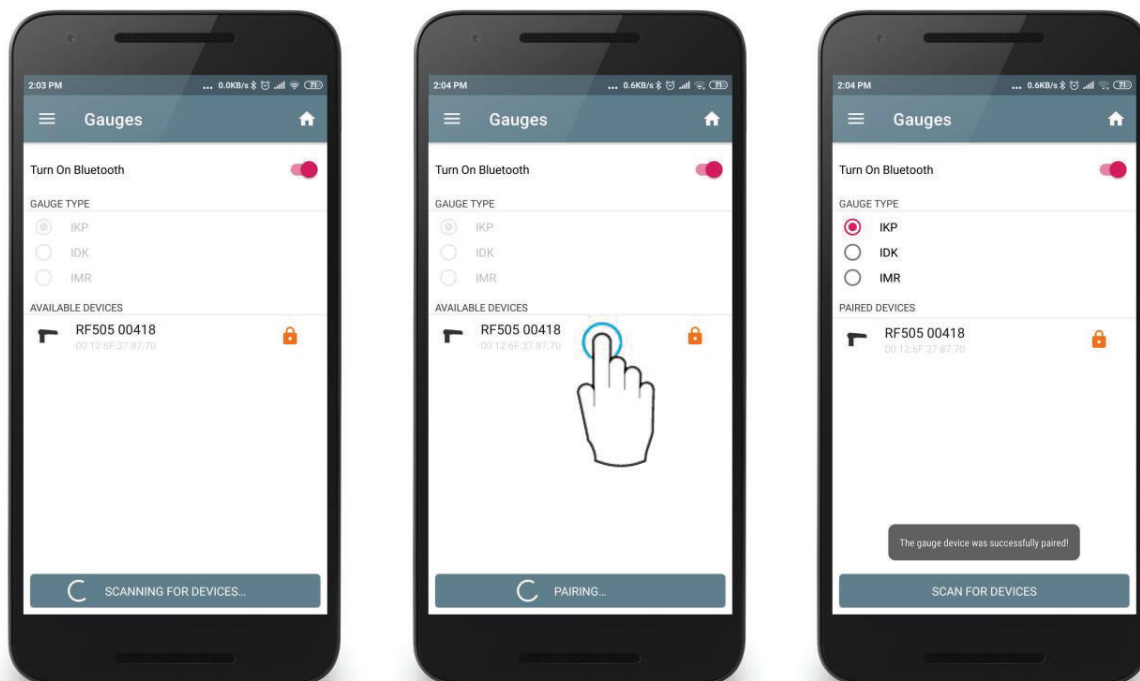 2:03 PM ... 0.0KB/s 71
Gauges
Turn On Bluetooth
GAUGE TYPE
IKP
IDK
IMR
AVAILABLE DEVICES
RF505 00418
00:12:6F:37:87:70
SCANNING FOR DEVICES...
2:04 PM ... 0.6KB/s 71
Gauges
Turn On Bluetooth
GAUGE TYPE
IKP
IDK
IMR
AVAILABLE DEVICES
RF505 00418
00:12:6F:37:87:70
PAIRING...
2:04 PM ... 0.6KB/s 71
Gauges
Turn On Bluetooth
GAUGE TYPE
IKP
IDK
IMR
PAIRED DEVICES
RF505 00418
00:12:6F:37:87:70
The gauge device was successfully paired!
SCAN FOR DEVICES